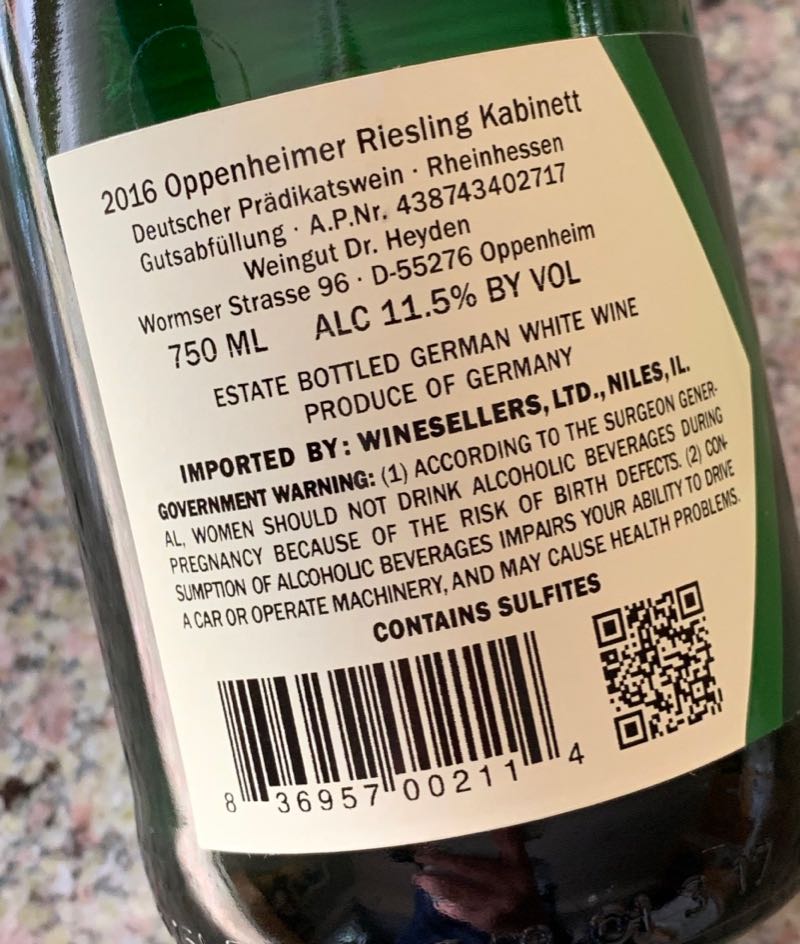 2016 Oppenheimer Riesling Kabinett
Deutscher Prädikatswein · Rheinhessen
Gutsabfüllung · A.P.Nr. 438743402717
Weingut Dr. Heyden
Wormser Strasse 96 · D-55276 Oppenheim
750 ML ALC 11.5% BY VOL
ESTATE BOTTLED GERMAN WHITE WINE
PRODUCE OF GERMANY
IMPORTED BY: WINESELLERS, LTD., NILES, IL.
GOVERNMENT WARNING: (1) ACCORDING TO THE SURGEON GENER-
AL, WOMEN SHOULD NOT DRINK ALCOHOLIC BEVERAGES DURING
PREGNANCY BECAUSE OF THE RISK OF BIRTH DEFECTS. (2) CON-
SUMPTION OF ALCOHOLIC BEVERAGES IMPAIRS YOUR ABILITY TO DRIVE
A CAR OR OPERATE MACHINERY, AND MAY CAUSE HEALTH PROBLEMS.
CONTAINS SULFITES
8 36957 00211 4